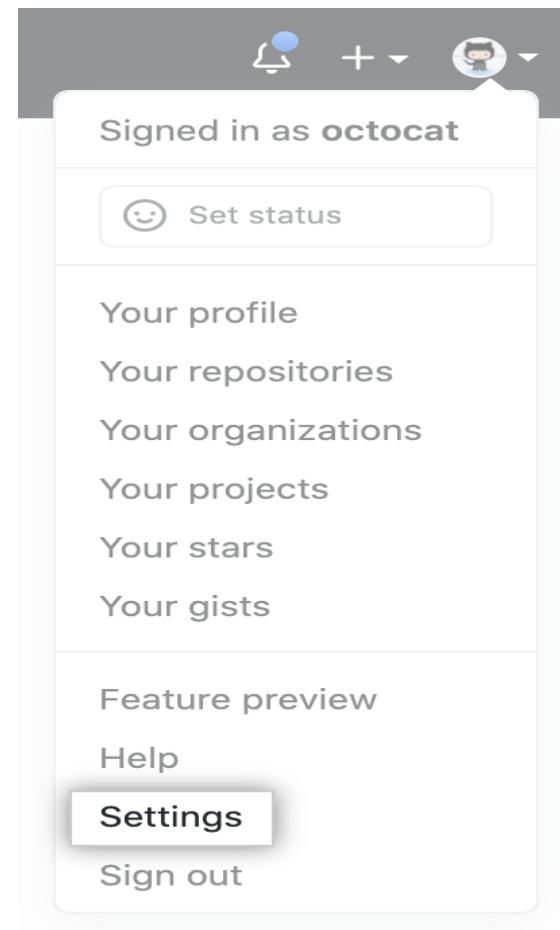 Signed in as octocat
Set status
Your profile
Your repositories
Your organizations
Your projects
Your stars
Your gists
Feature preview
Help
Settings
Sign out